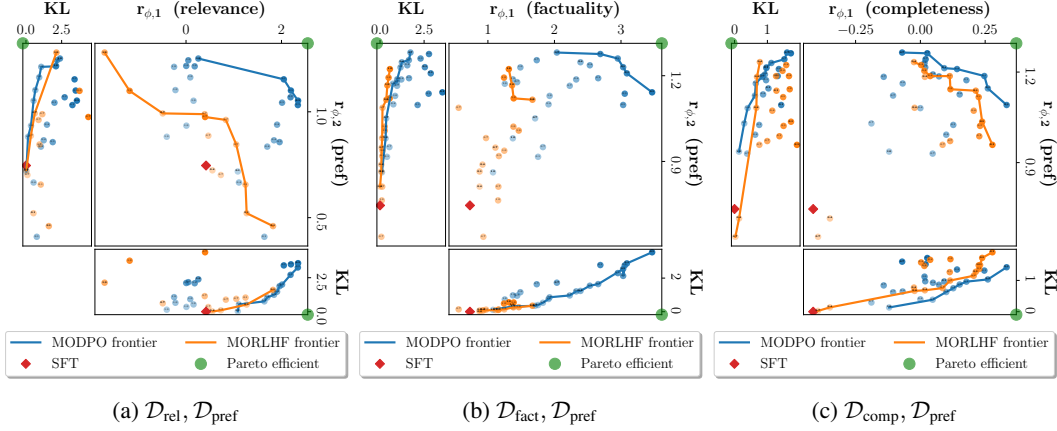 KL r_{ϕ,1} (relevance)
0.0 2.5 0 2
1.0
0.5
r_{ϕ,2} (pref)
2.5
0.0
KL
MODPO frontier MORLHF frontier
SFT Pareto efficient
(a) 𝒟_rel, 𝒟_pref
KL r_{ϕ,1} (factuality)
0.0 2.5 1 2 3
1.2
0.9
r_{ϕ,2} (pref)
2
0
KL
MODPO frontier MORLHF frontier
SFT Pareto efficient
(b) 𝒟_fact, 𝒟_pref
KL r_{ϕ,1} (completeness)
0 1 −0.25 0.00 0.25
1.2
0.9
r_{ϕ,2} (pref)
1
0
KL
MODPO frontier MORLHF frontier
SFT Pareto efficient
(c) 𝒟_comp, 𝒟_pref